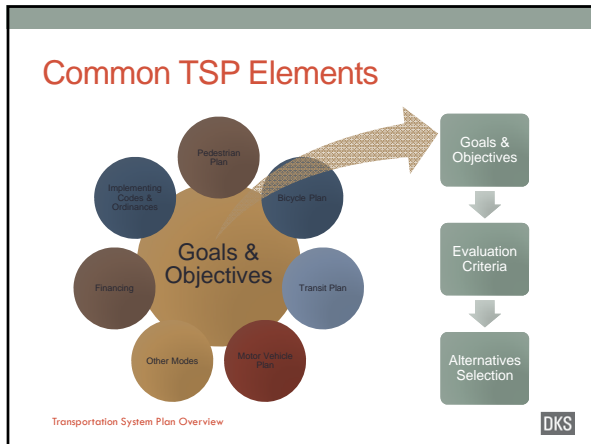 Common TSP Elements
Pedestrian
Plan
Implementing
Codes &
Ordinances
Bicycle Plan
Goals &
Objectives
Financing
Transit Plan
Other Modes
Motor Vehicle
Plan
Goals &
Objectives
Evaluation
Criteria
Alternatives
Selection
Transportation System Plan Overview
DKS